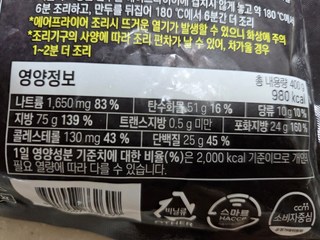 6분 조리하고, 만두를 뒤집어 180 ℃에서 6분간 더 조리
*에어프라이어 조리시 뜨거운 열기가 발생할 수 있으니 화상에 주의
*조리기구의 사양에 따라 조리 편차가 날 수 있어, 차가울 경우
1~2분 더 조리
영양정보
총 내용량 400 g
980 kcal
나트륨 1,650 mg 83 % 탄수화물 51 g 16 % 당류 10 g 10 %
지방 75 g 139 % 트랜스지방 0.5 g 미만 포화지방 24 g 160 %
콜레스테롤 130 mg 43 % 단백질 25 g 45 %
1일 영양성분 기준치에 대한 비율(%)은 2,000 kcal 기준이므로 개인
필요 열량에 따라 다를 수 있습니다.
비닐류
OTHER
스마트
HACCP
ccm
소비자중심